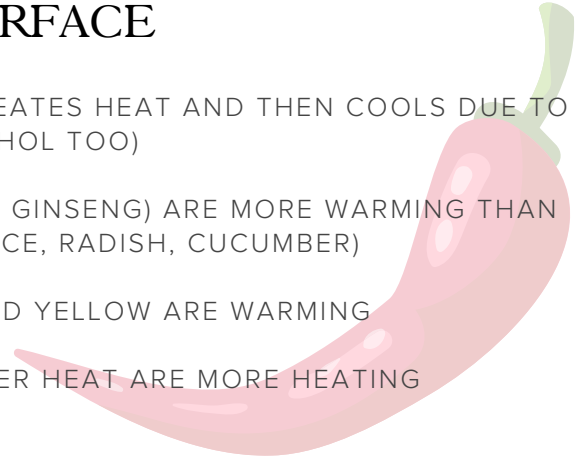 RFACE
EATES HEAT AND THEN COOLS DUE TO
HOL TOO)
GINSENG) ARE MORE WARMING THAN
CE, RADISH, CUCUMBER)
D YELLOW ARE WARMING
ER HEAT ARE MORE HEATING